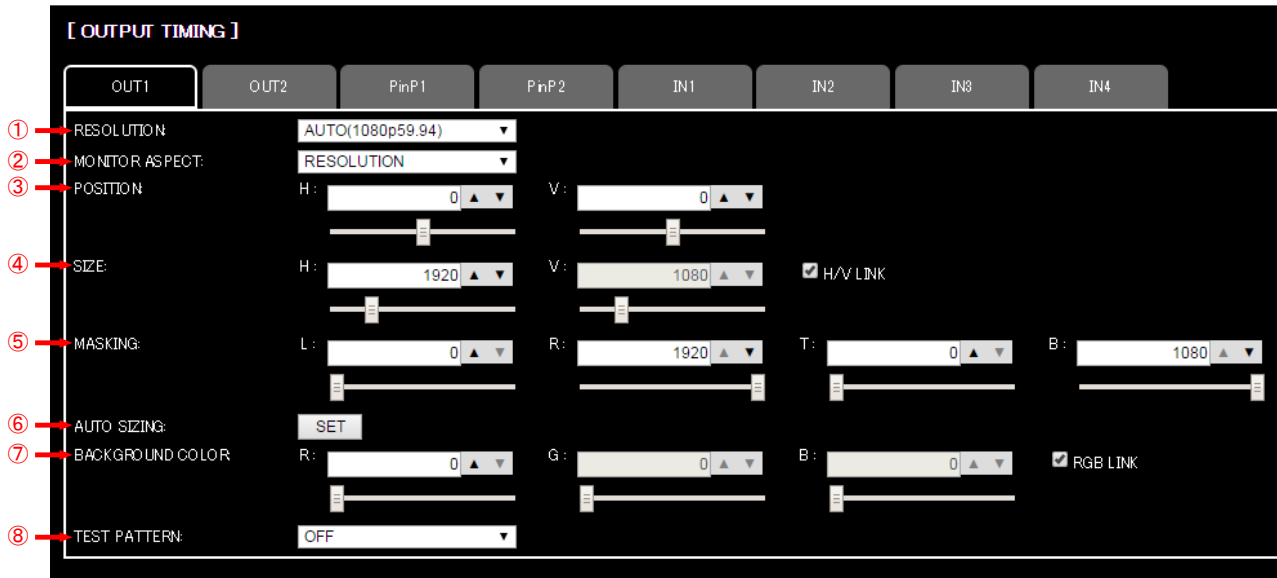 [ OUTPUT TIMING ]
OUT1 OUT2 PinP1 PinP2 IN1 IN2 IN3 IN4
① RESOLUTION: AUTO(1080p59.94)
② MONITOR ASPECT: RESOLUTION
③ POSITION: H: 0 V: 0
④ SIZE: H: 1920 V: 1080 H/V LINK
⑤ MASKING: L: 0 R: 1920 T: 0 B: 1080
⑥ AUTO SIZING: SET
⑦ BACKGROUND COLOR: R: 0 G: 0 B: 0 RGB LINK
⑧ TEST PATTERN: OFF